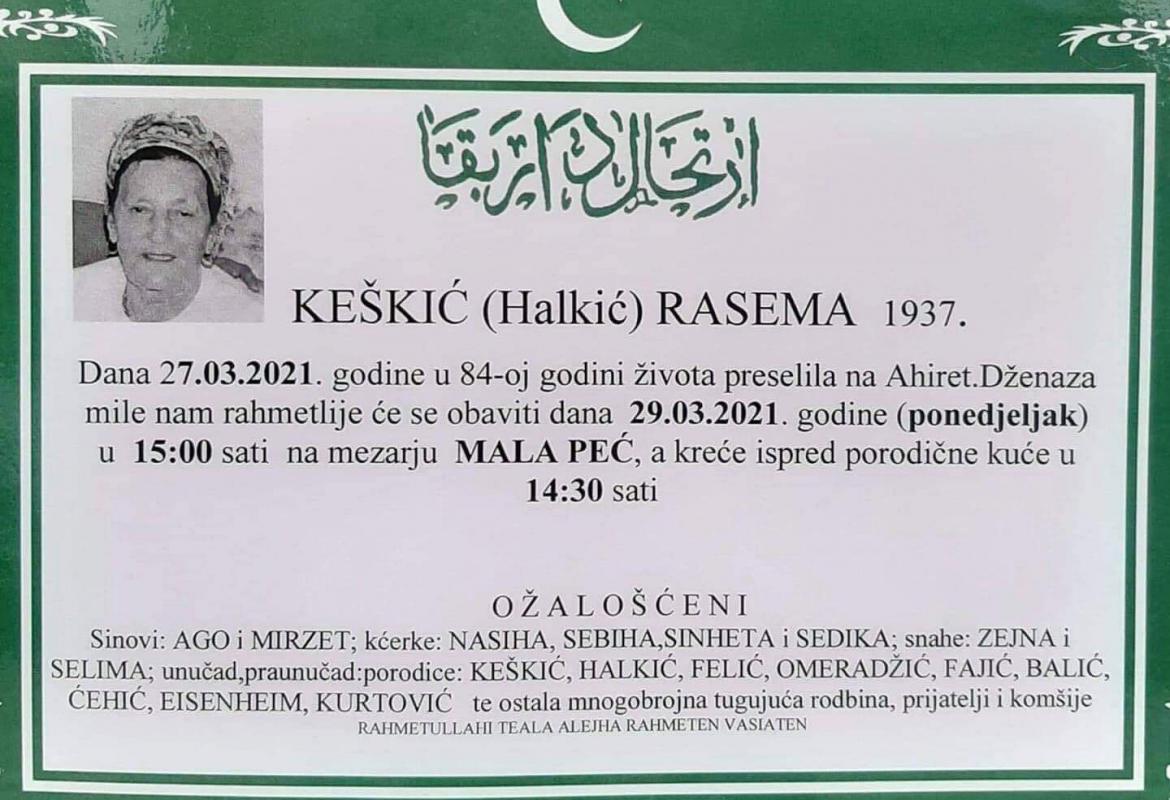 ارتحال دار بقا
KEŠKIĆ (Halkić) RASEMA 1937.
Dana 27.03.2021. godine u 84-oj godini života preselila na Ahiret.Dženaza
mile nam rahmetlije će se obaviti dana 29.03.2021. godine (ponedjeljak)
u 15:00 sati na mezarju MALA PEĆ, a kreće ispred porodične kuće u
14:30 sati
OŽALOŠĆENI
Sinovi: AGO i MIRZET; kćerke: NASIHA, SEBIHA,SINHETA i SEDIKA; snahe: ZEJNA i
SELIMA; unučad,praunučad:porodice: KEŠKIĆ, HALKIĆ, FELIĆ, OMERADŽIĆ, FAJIĆ, BALIĆ,
ĆEHIĆ, EISENHEIM, KURTOVIĆ te ostala mnogobrojna tugujuća rodbina, prijatelji i komšije
RAHMETULLAHI TEALA ALEJHA RAHMETEN VASIATEN